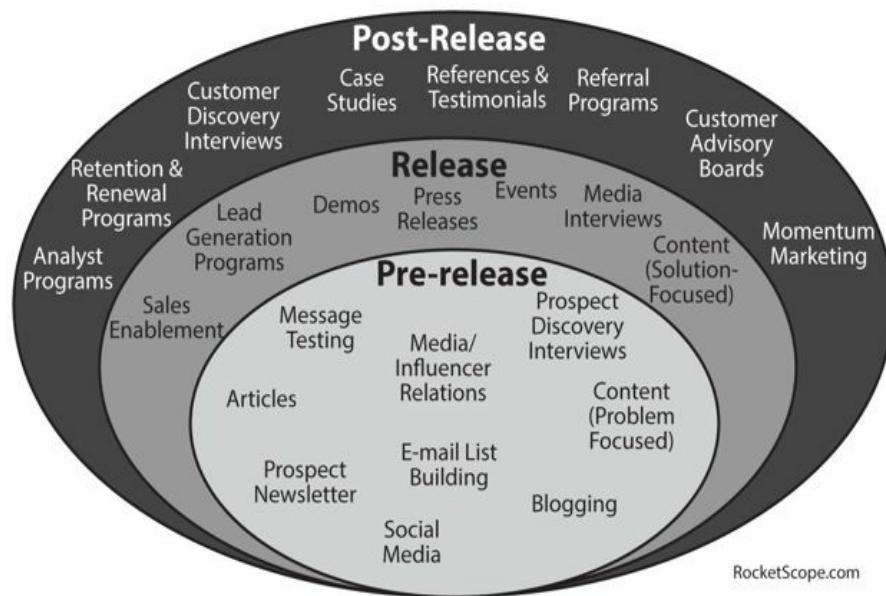 Post-Release
Customer
Discovery
Interviews
Case
Studies
References &
Testimonials
Referral
Programs
Customer
Advisory
Boards
Retention &
Renewal
Programs
Analyst
Programs
Momentum
Marketing
Release
Lead
Generation
Programs
Demos
Press
Releases
Events
Media
Interviews
Content
(Solution-
Focused)
Sales
Enablement
Pre-release
Message
Testing
Media/
Influencer
Relations
Prospect
Discovery
Interviews
Articles
Content
(Problem
Focused)
E-mail List
Building
Prospect
Newsletter
Blogging
Social
Media
RocketScope.com